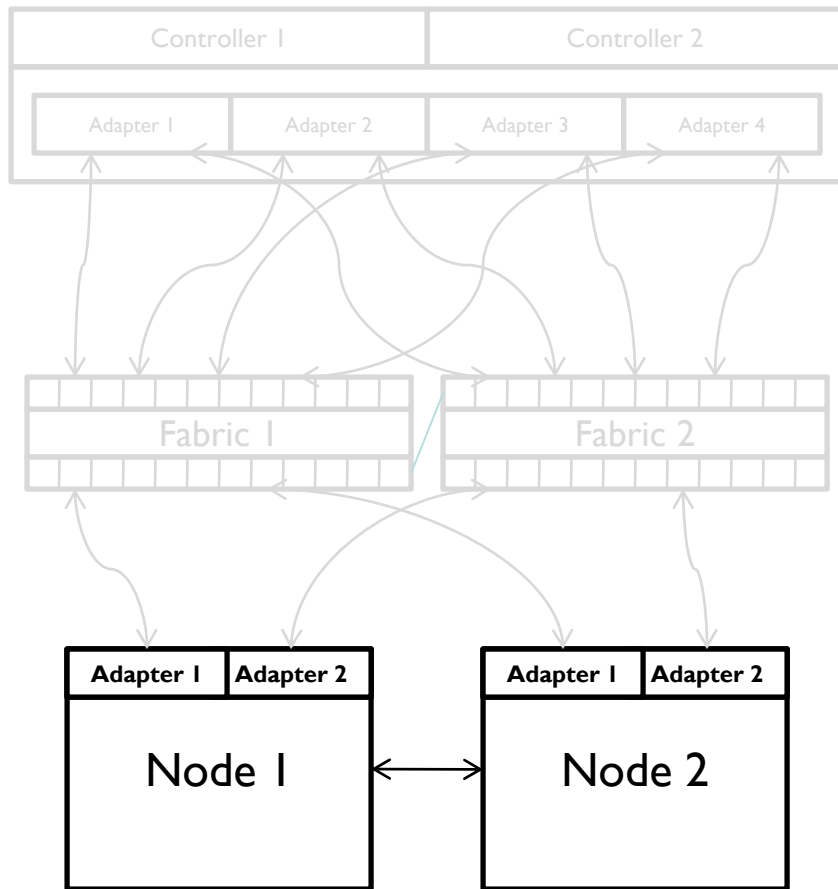 Controller 1 Controller 2
Adapter 1 Adapter 2 Adapter 3 Adapter 4
Fabric 1 Fabric 2
Adapter 1 Adapter 2 Adapter 1 Adapter 2
Node 1 Node 2